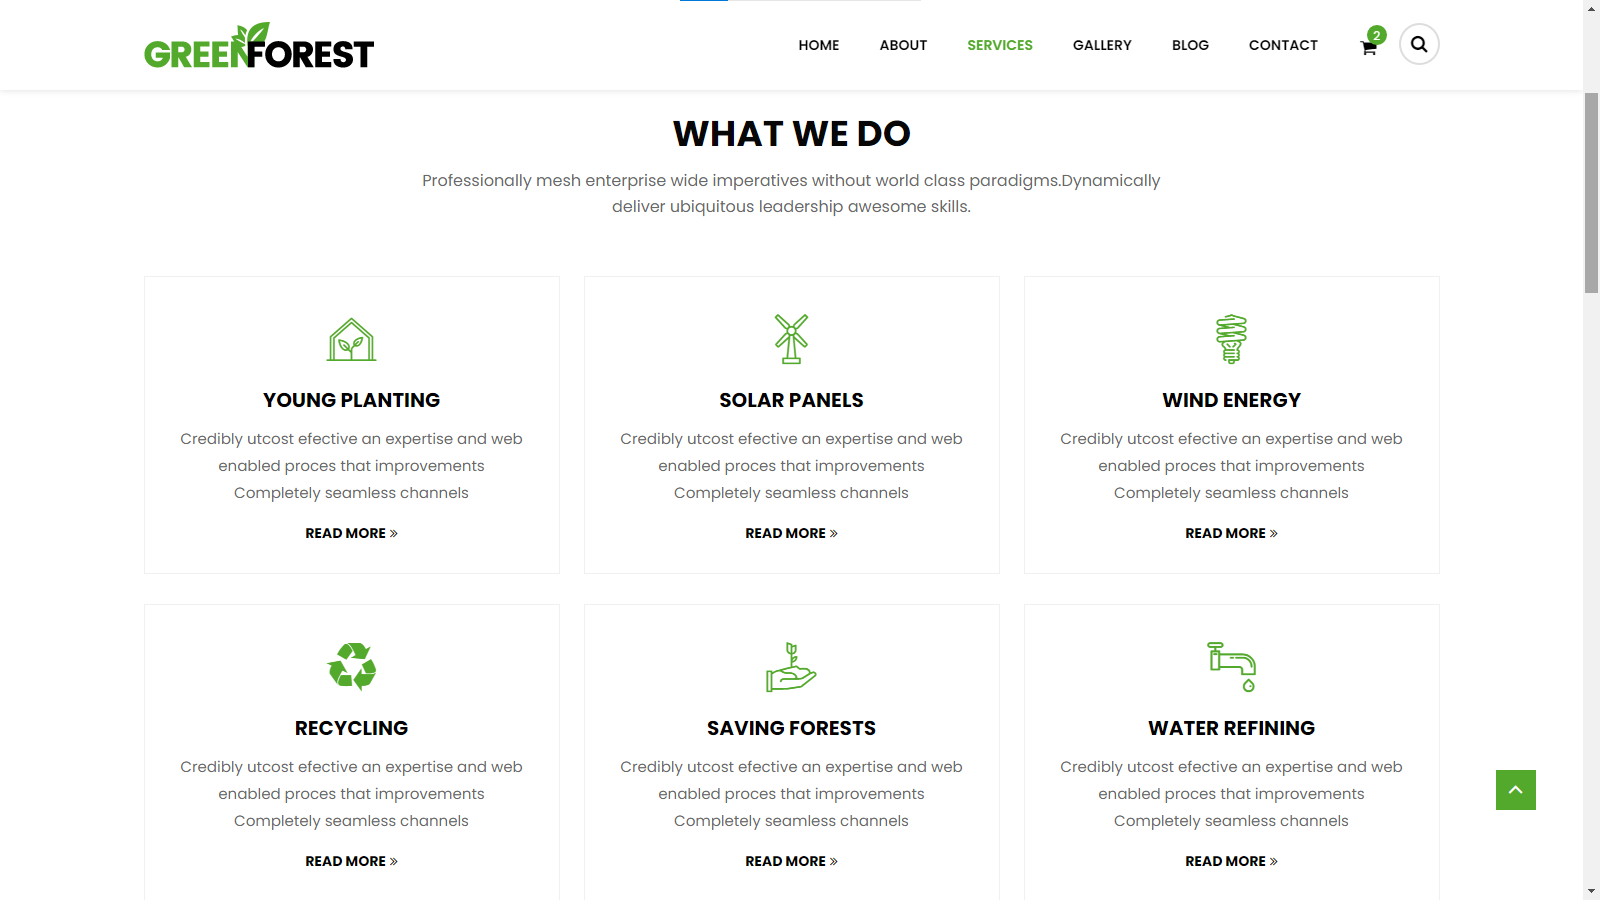 GREENFOREST
HOME ABOUT SERVICES GALLERY BLOG CONTACT 2
WHAT WE DO
Professionally mesh enterprise wide imperatives without world class paradigms.Dynamically
deliver ubiquitous leadership awesome skills.
YOUNG PLANTING
Credibly utcost efective an expertise and web
enabled proces that improvements
Completely seamless channels
READ MORE »
SOLAR PANELS
Credibly utcost efective an expertise and web
enabled proces that improvements
Completely seamless channels
READ MORE »
WIND ENERGY
Credibly utcost efective an expertise and web
enabled proces that improvements
Completely seamless channels
READ MORE »
RECYCLING
Credibly utcost efective an expertise and web
enabled proces that improvements
Completely seamless channels
READ MORE »
SAVING FORESTS
Credibly utcost efective an expertise and web
enabled proces that improvements
Completely seamless channels
READ MORE »
WATER REFINING
Credibly utcost efective an expertise and web
enabled proces that improvements
Completely seamless channels
READ MORE »